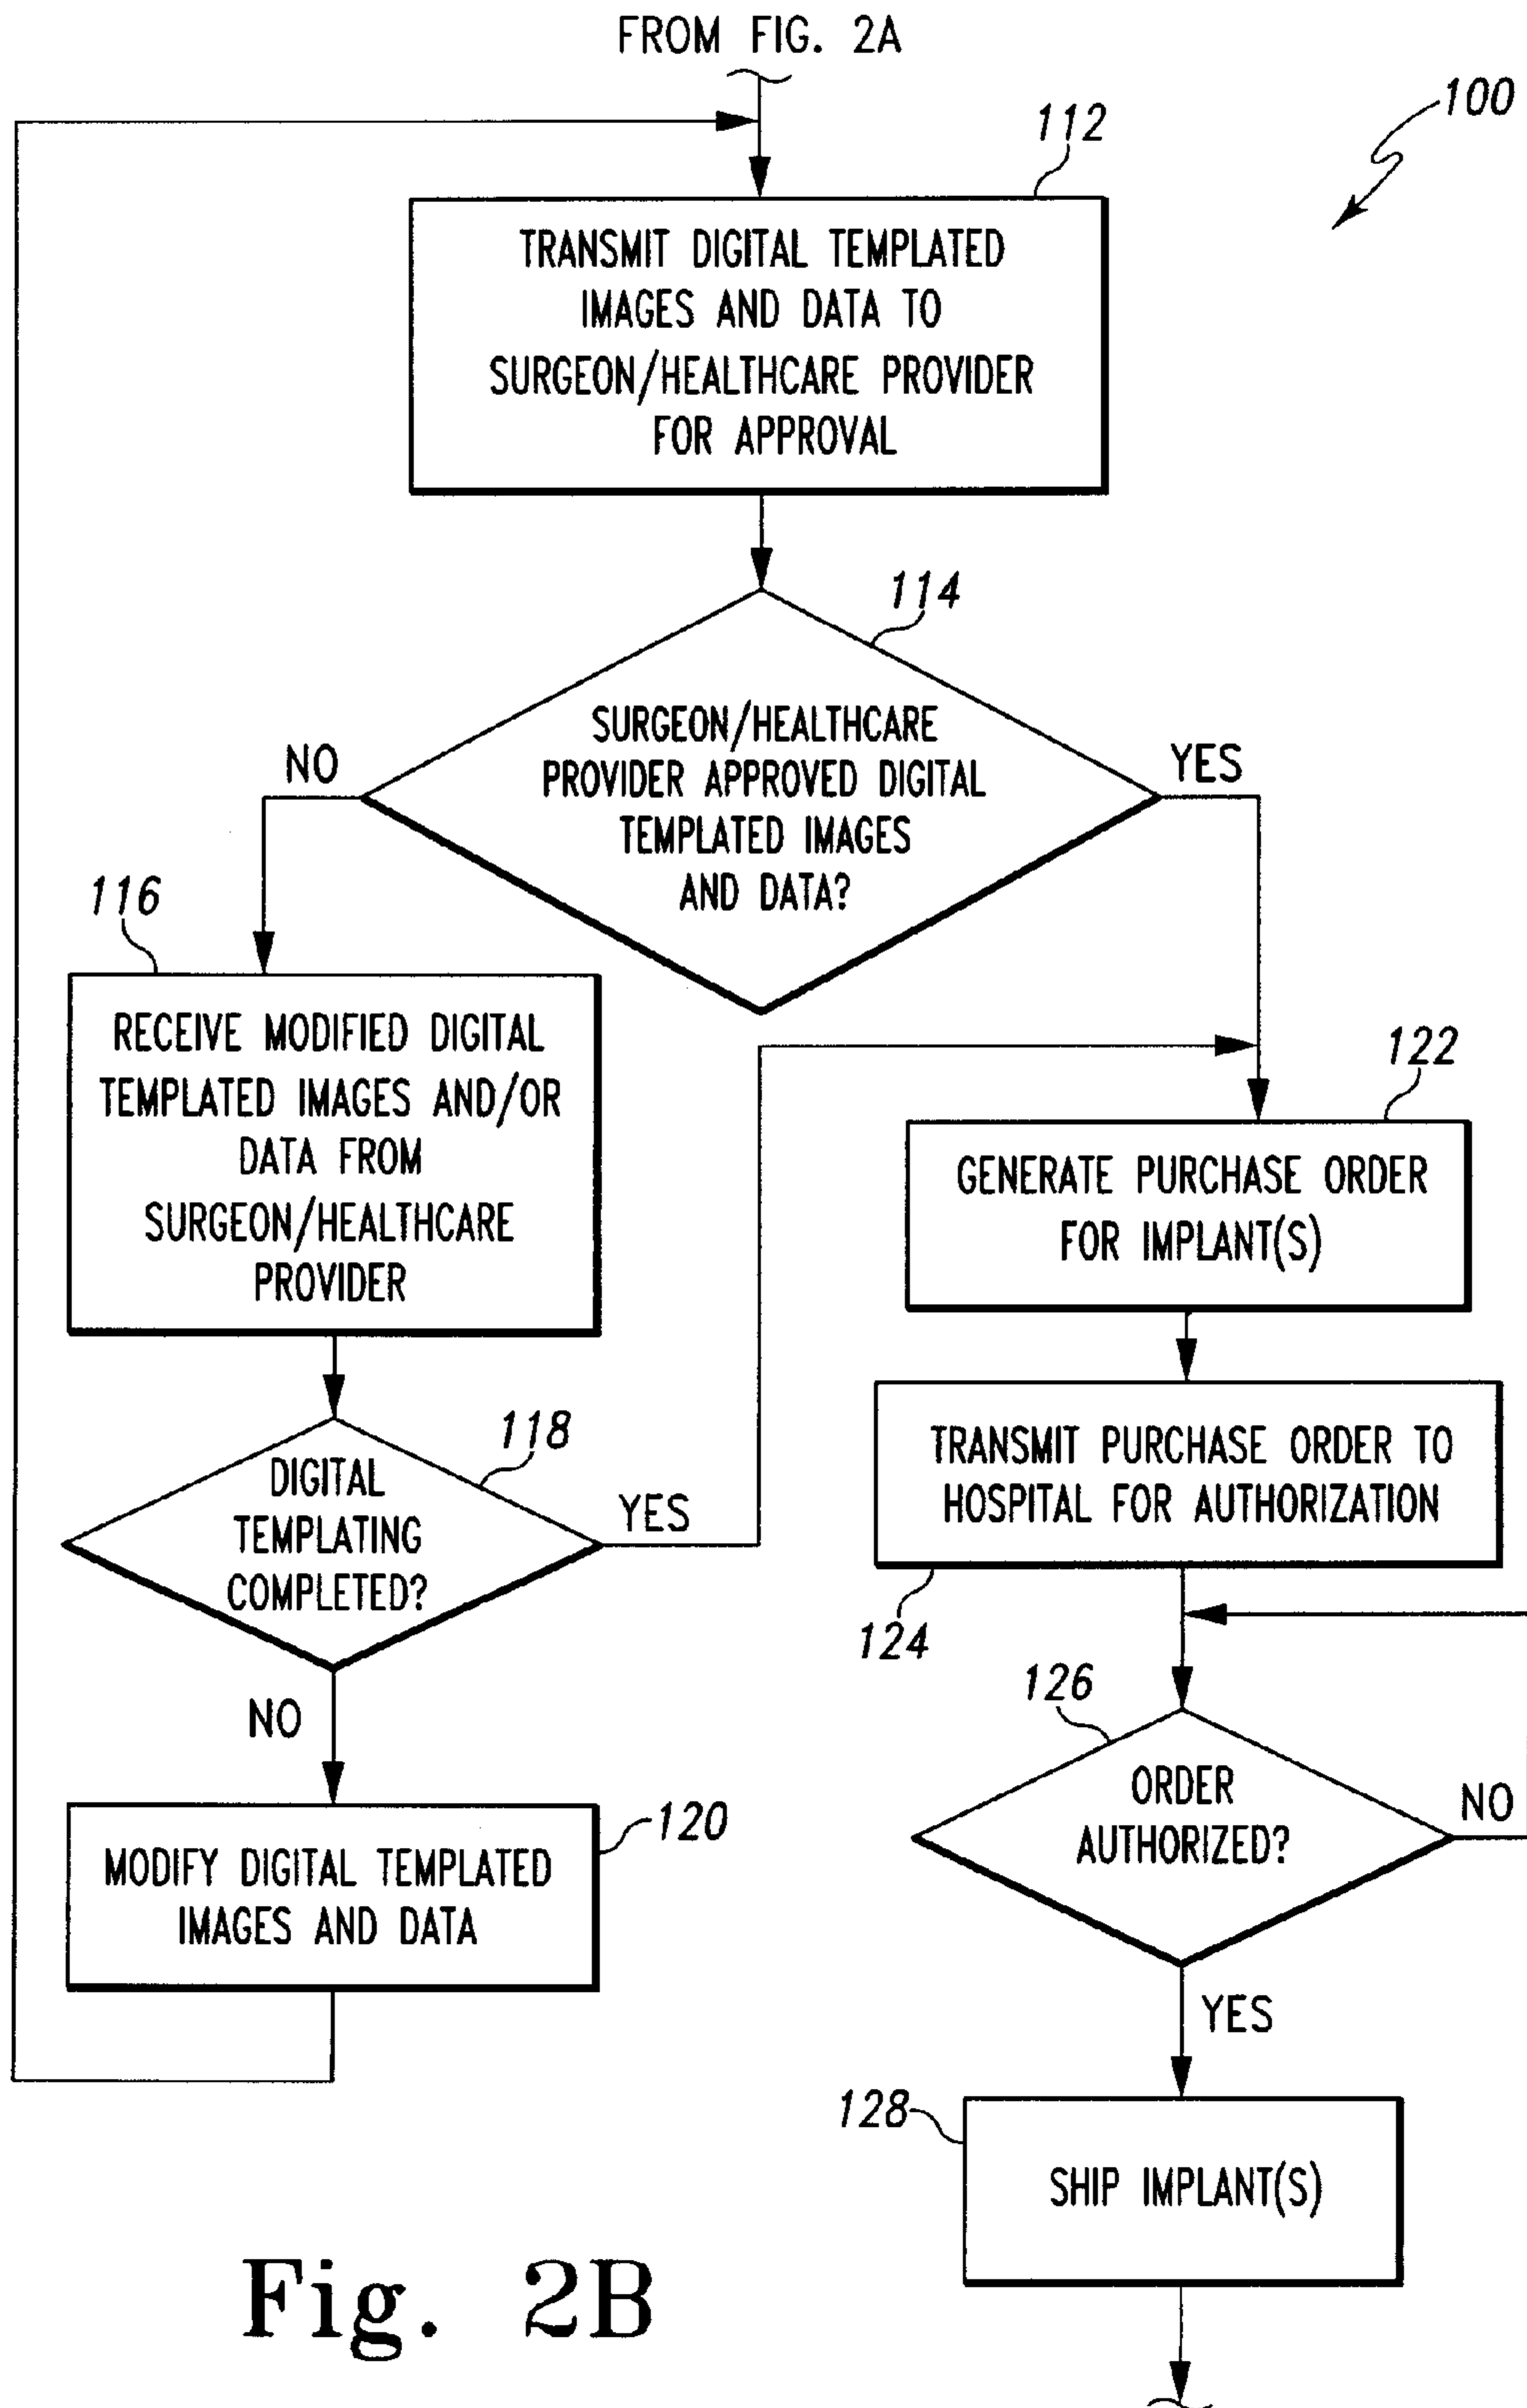 FROM FIG. 2A
100
112
TRANSMIT DIGITAL TEMPLATED
IMAGES AND DATA TO
SURGEON/HEALTHCARE PROVIDER
FOR APPROVAL
114
SURGEON/HEALTHCARE
PROVIDER APPROVED DIGITAL
TEMPLATED IMAGES
AND DATA?
NO
YES
116
RECEIVE MODIFIED DIGITAL
TEMPLATED IMAGES AND/OR
DATA FROM
SURGEON/HEALTHCARE
PROVIDER
118
DIGITAL
TEMPLATING
COMPLETED?
YES
NO
120
MODIFY DIGITAL TEMPLATED
IMAGES AND DATA
122
GENERATE PURCHASE ORDER
FOR IMPLANT(S)
TRANSMIT PURCHASE ORDER TO
HOSPITAL FOR AUTHORIZATION
124
126
ORDER
AUTHORIZED?
NO
YES
128
SHIP IMPLANT(S)
Fig. 2B